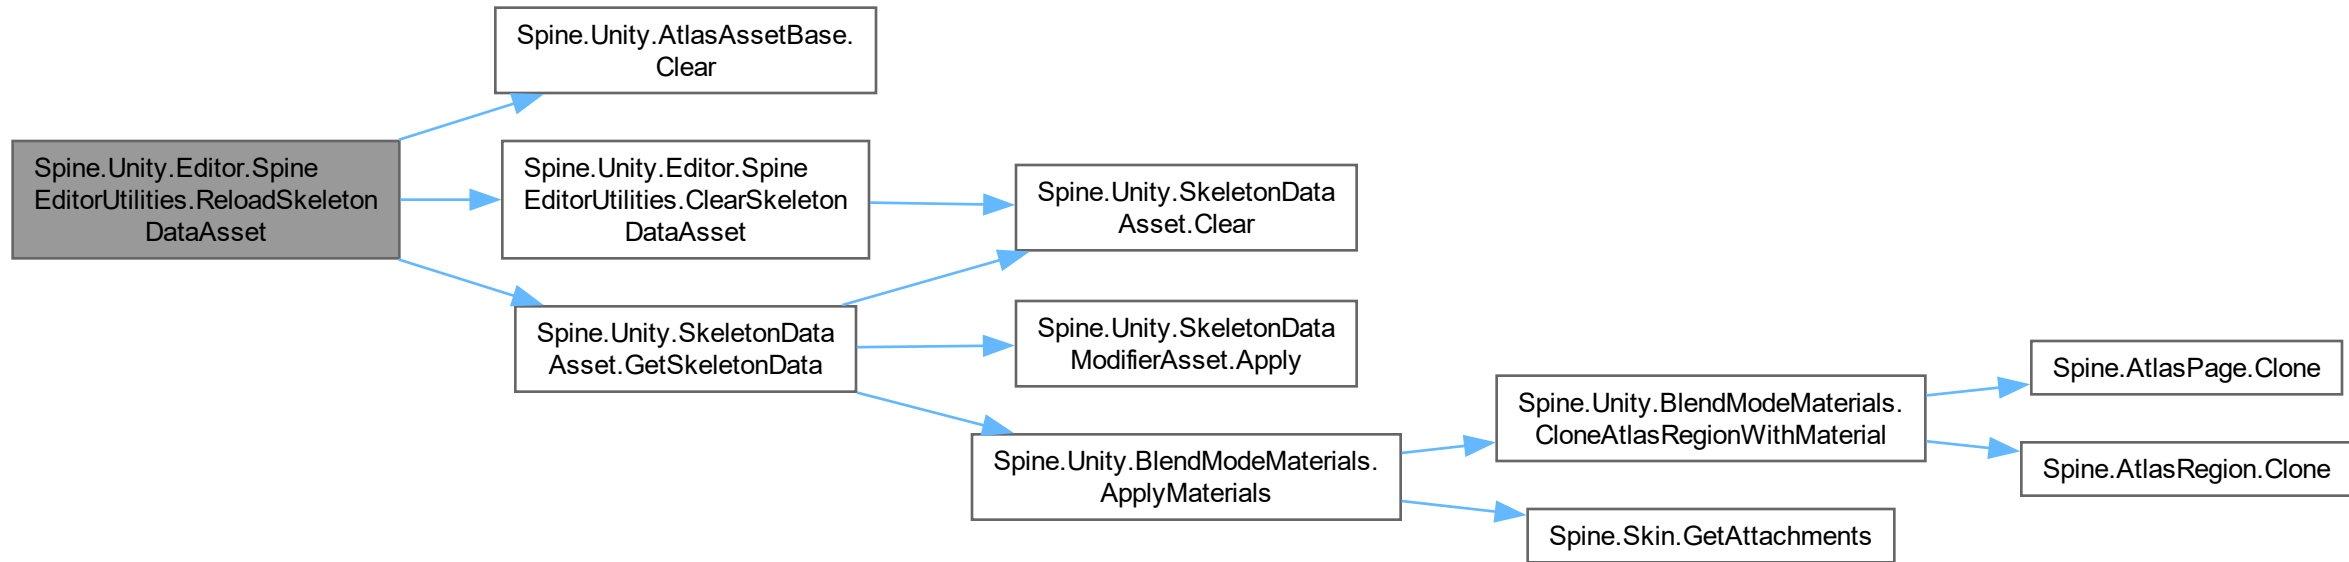 Spine.Unity.Editor.Spine
EditorUtilities.ReloadSkeleton
DataAsset
Spine.Unity.AtlasAssetBase.
Clear
Spine.Unity.Editor.Spine
EditorUtilities.ClearSkeleton
DataAsset
Spine.Unity.SkeletonData
Asset.GetSkeletonData
Spine.Unity.SkeletonData
Asset.Clear
Spine.Unity.SkeletonData
ModifierAsset.Apply
Spine.Unity.BlendModeMaterials.
ApplyMaterials
Spine.Unity.BlendModeMaterials.
CloneAtlasRegionWithMaterial
Spine.Skin.GetAttachments
Spine.AtlasPage.Clone
Spine.AtlasRegion.Clone